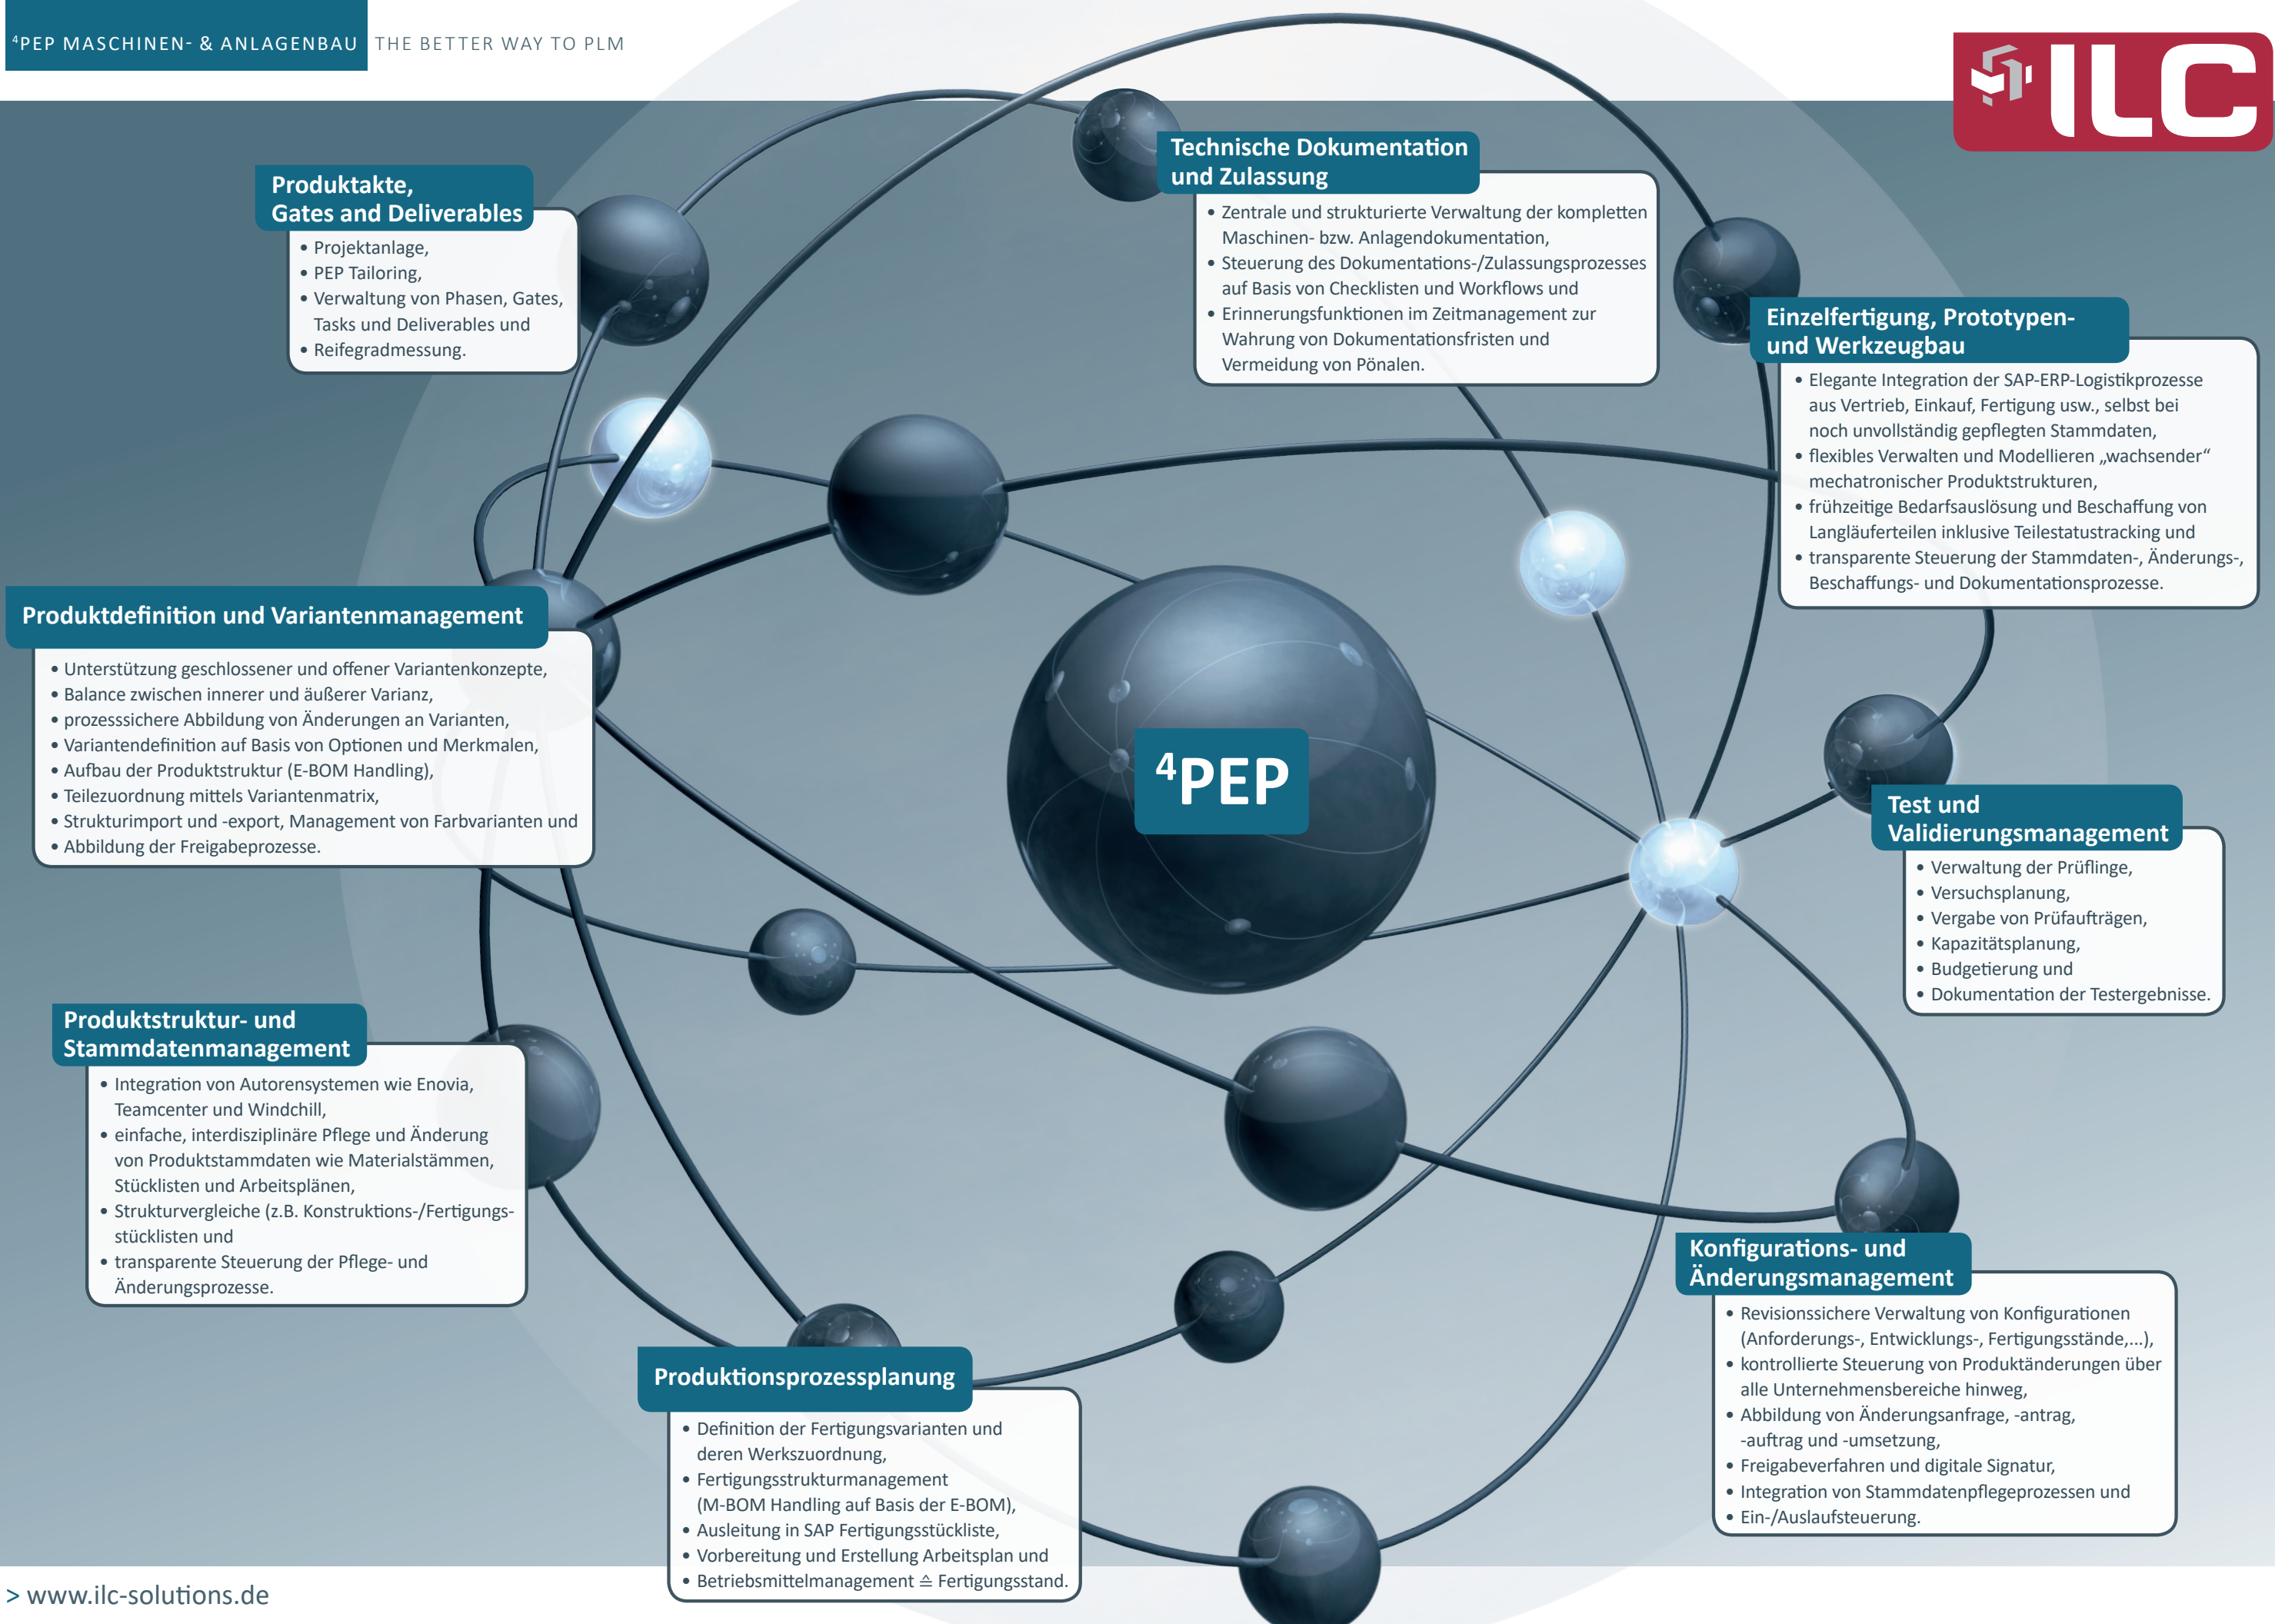 ⁴PEP MASCHINEN- & ANLAGENBAU THE BETTER WAY TO PLM
ILC
Produktakte,
Gates and Deliverables
• Projektanlage,
• PEP Tailoring,
• Verwaltung von Phasen, Gates,
Tasks und Deliverables und
• Reifegradmessung.
Technische Dokumentation
und Zulassung
• Zentrale und strukturierte Verwaltung der kompletten
Maschinen- bzw. Anlagendokumentation,
• Steuerung des Dokumentations-/Zulassungsprozesses
auf Basis von Checklisten und Workflows und
• Erinnerungsfunktionen im Zeitmanagement zur
Wahrung von Dokumentationsfristen und
Vermeidung von Pönalen.
Einzelfertigung, Prototypen-
und Werkzeugbau
• Elegante Integration der SAP-ERP-Logistikprozesse
aus Vertrieb, Einkauf, Fertigung usw., selbst bei
noch unvollständig gepflegten Stammdaten,
• flexibles Verwalten und Modellieren „wachsender“
mechatronischer Produktstrukturen,
• frühzeitige Bedarfsauslösung und Beschaffung von
Langläuferteilen inklusive Teilestatustracking und
• transparente Steuerung der Stammdaten-, Änderungs-,
Beschaffungs- und Dokumentationsprozesse.
Produktdefinition und Variantenmanagement
• Unterstützung geschlossener und offener Variantenkonzepte,
• Balance zwischen innerer und äußerer Varianz,
• prozesssichere Abbildung von Änderungen an Varianten,
• Variantendefinition auf Basis von Optionen und Merkmalen,
• Aufbau der Produktstruktur (E-BOM Handling),
• Teilezuordnung mittels Variantenmatrix,
• Strukturimport und -export, Management von Farbvarianten und
• Abbildung der Freigabeprozesse.
⁴PEP
Test und
Validierungsmanagement
• Verwaltung der Prüflinge,
• Versuchsplanung,
• Vergabe von Prüfaufträgen,
• Kapazitätsplanung,
• Budgetierung und
• Dokumentation der Testergebnisse.
Produktstruktur- und
Stammdatenmanagement
• Integration von Autorensystemen wie Enovia,
Teamcenter und Windchill,
• einfache, interdisziplinäre Pflege und Änderung
von Produktstammdaten wie Materialstämmen,
Stücklisten und Arbeitsplänen,
• Strukturvergleiche (z.B. Konstruktions-/Fertigungs-
stücklisten und
• transparente Steuerung der Pflege- und
Änderungsprozesse.
Konfigurations- und
Änderungsmanagement
• Revisionssichere Verwaltung von Konfigurationen
(Anforderungs-, Entwicklungs-, Fertigungsstände,...),
• kontrollierte Steuerung von Produktänderungen über
alle Unternehmensbereiche hinweg,
• Abbildung von Änderungsanfrage, -antrag,
-auftrag und -umsetzung,
• Freigabeverfahren und digitale Signatur,
• Integration von Stammdatenpflegeprozessen und
• Ein-/Auslaufsteuerung.
Produktionsprozessplanung
• Definition der Fertigungsvarianten und
deren Werkszuordnung,
• Fertigungsstrukturmanagement
(M-BOM Handling auf Basis der E-BOM),
• Ausleitung in SAP Fertigungsstückliste,
• Vorbereitung und Erstellung Arbeitsplan und
• Betriebsmittelmanagement ≙ Fertigungsstand.
> www.ilc-solutions.de